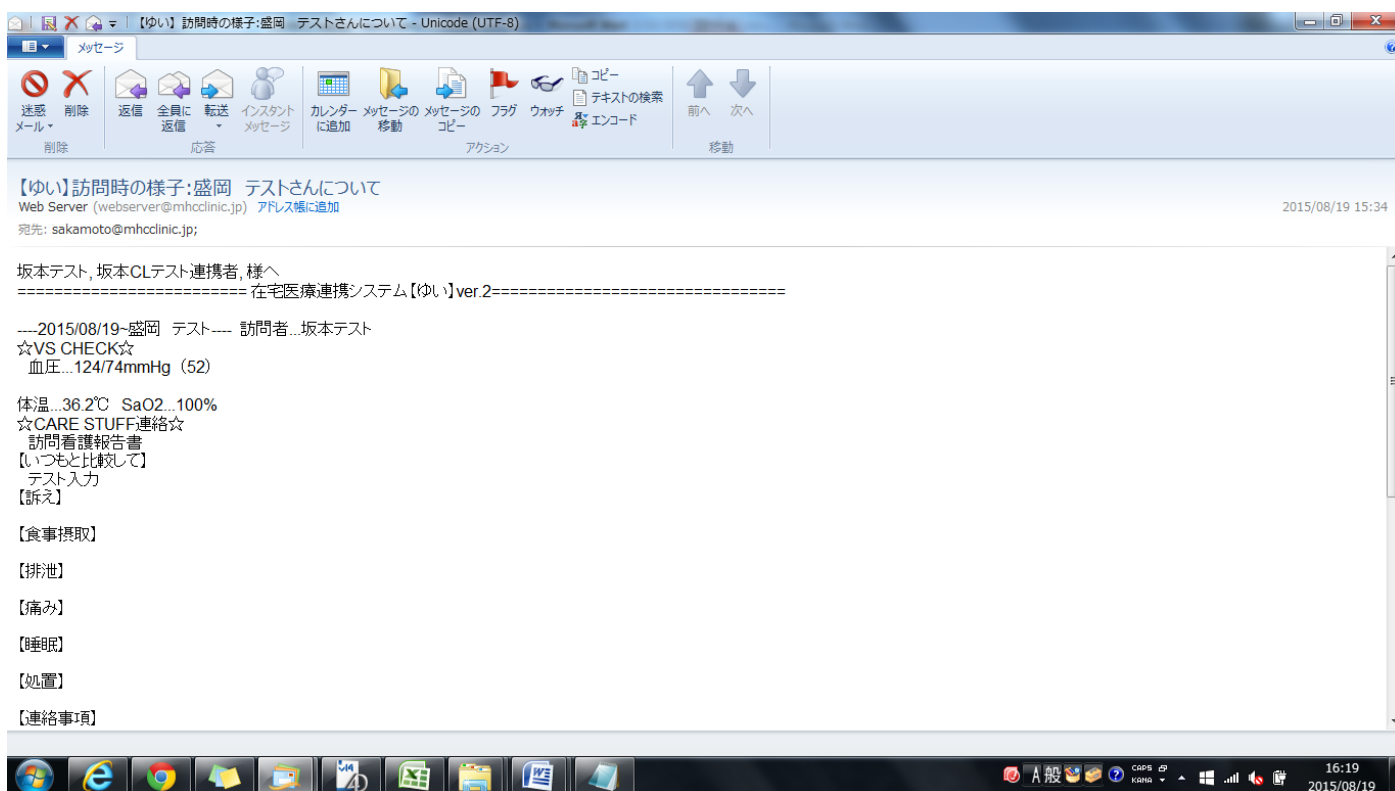 【ゆい】訪問時の様子:盛岡　テストさんについて - Unicode (UTF-8)
メッセージ
迷惑メール
削除
返信
全員に返信
転送
インスタント メッセージ
カレンダーに追加
メッセージの移動
メッセージのコピー
フラグ
ウォッチ
コピー
テキストの検索
エンコード
前へ
次へ
削除
応答
アクション
移動
【ゆい】訪問時の様子:盛岡　テストさんについて
Web Server (webserver@mhcclinic.jp) アドレス帳に追加
2015/08/19 15:34
宛先: sakamoto@mhcclinic.jp;
坂本テスト, 坂本CLテスト連携者, 様へ
========================= 在宅医療連携システム【ゆい】ver.2================================
----2015/08/19~盛岡　テスト---- 訪問者...坂本テスト
☆VS CHECK☆
血圧...124/74mmHg（52）
体温...36.2℃ SaO2...100%
☆CARE STUFF連絡☆
訪問看護報告書
【いつもと比較して】
テスト入力
【訴え】
【食事摂取】
【排泄】
【痛み】
【睡眠】
【処置】
【連絡事項】
A 般
CAPS
KANA
16:19
2015/08/19